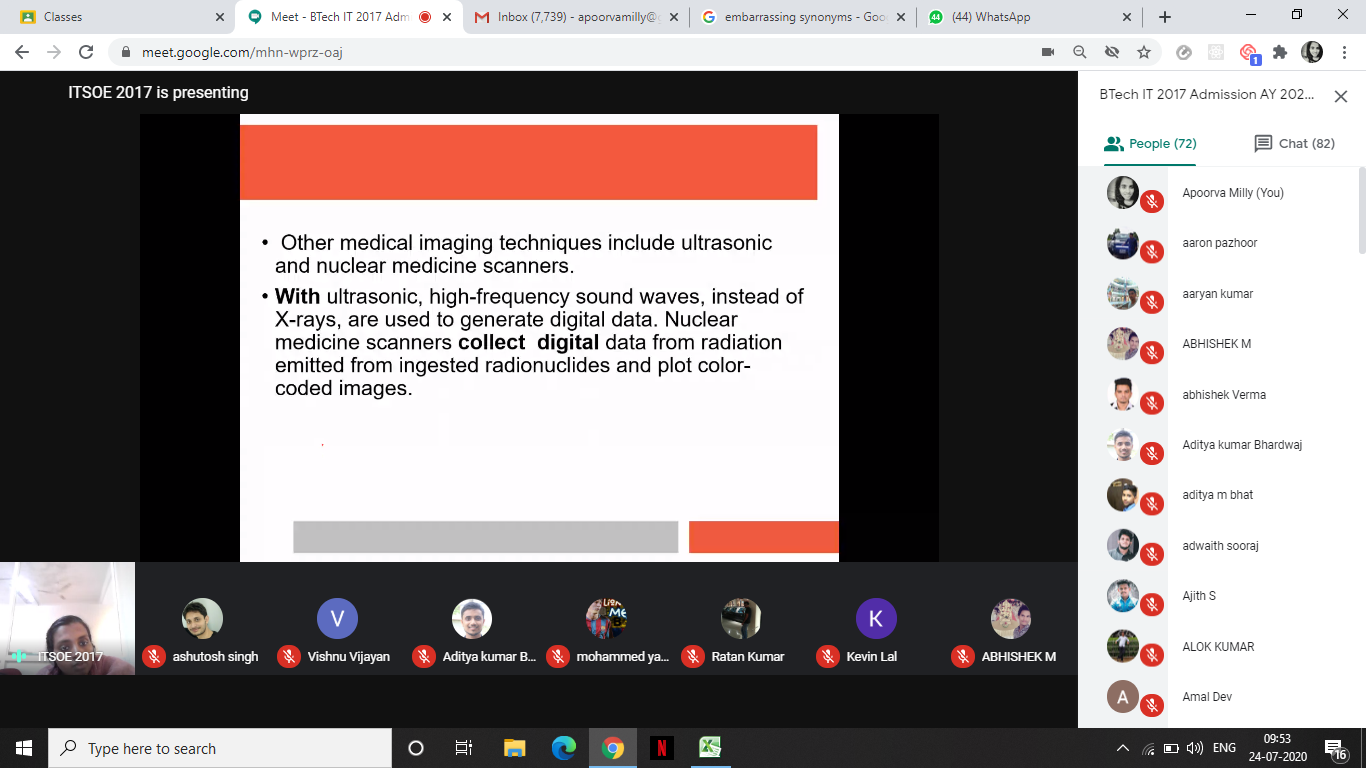 Classes
Meet - BTech IT 2017 Adm
Inbox (7,739) - apoorvamilly@
embarrassing synonyms - Goo
44
(44) WhatsApp
meet.google.com/mhn-wprz-oaj
1
ITSOE 2017 is presenting
• Other medical imaging techniques include ultrasonic
and nuclear medicine scanners.
• With ultrasonic, high-frequency sound waves, instead of
X-rays, are used to generate digital data. Nuclear
medicine scanners collect digital data from radiation
emitted from ingested radionuclides and plot color-
coded images.
ITSOE 2017
ashutosh singh
V
Vishnu Vijayan
Aditya kumar B...
mohammed ya...
Ratan Kumar
K
Kevin Lal
ABHISHEK M
BTech IT 2017 Admission AY 202...
People (72)
Chat (82)
Apoorva Milly (You)
aaron pazhoor
aaryan kumar
ABHISHEK M
abhishek Verma
Aditya kumar Bhardwaj
aditya m bhat
adwaith sooraj
Ajith S
ALOK KUMAR
A
Amal Dev
Type here to search
N
ENG
09:53
24-07-2020
16